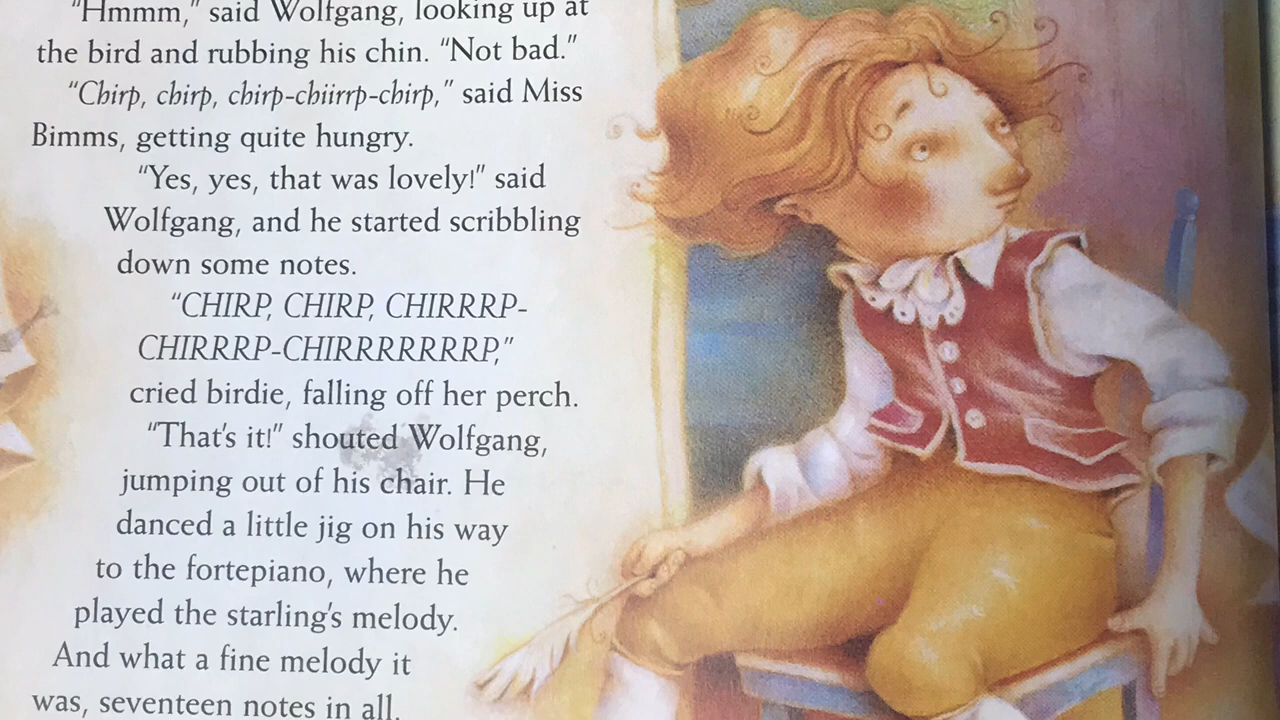 "Hmmm," said Wolfgang, looking up at
the bird and rubbing his chin. "Not bad."
"Chirp, chirp, chirp-chiirrp-chirp," said Miss
Bimms, getting quite hungry.
"Yes, yes, that was lovely!" said
Wolfgang, and he started scribbling
down some notes.
"CHIRP, CHIRP, CHIRRRP-
CHIRRRP-CHIRRRRRRRP,"
cried birdie, falling off her perch.
"That's it!" shouted Wolfgang,
jumping out of his chair. He
danced a little jig on his way
to the fortepiano, where he
played the starling's melody.
And what a fine melody it
was, seventeen notes in all.